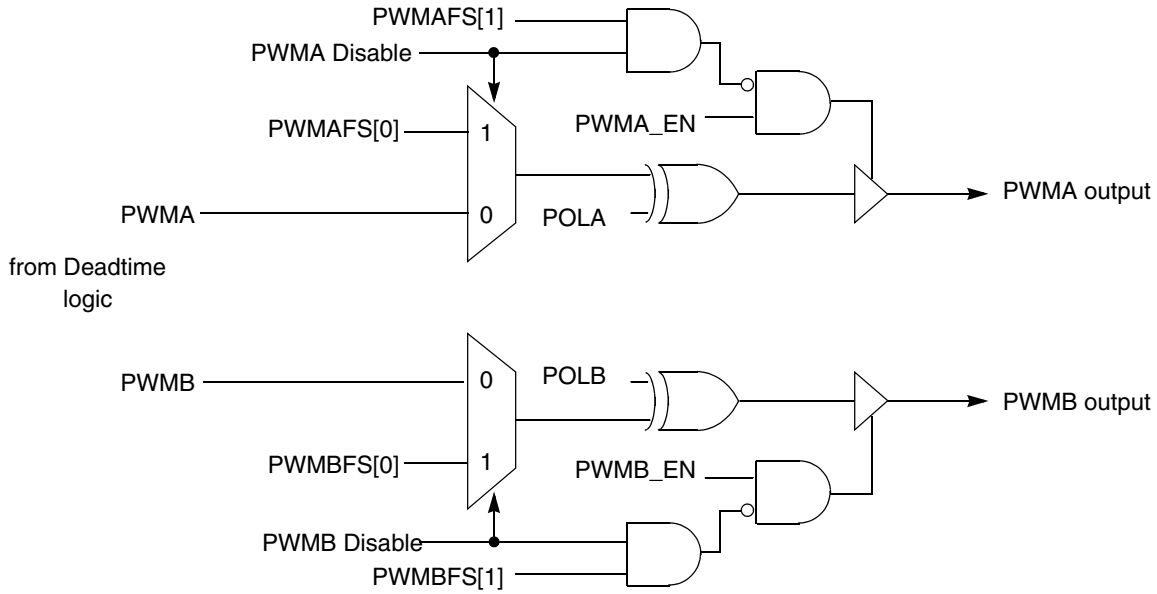 PWMAFS[1]
PWMA Disable
PWMAFS[0]
1
PWMA_EN
PWMA
0
POLA
PWMA output
from Deadtime
logic
PWMB
0
POLB
PWMB output
PWMBFS[0]
1
PWMB_EN
PWMB Disable
PWMBFS[1]